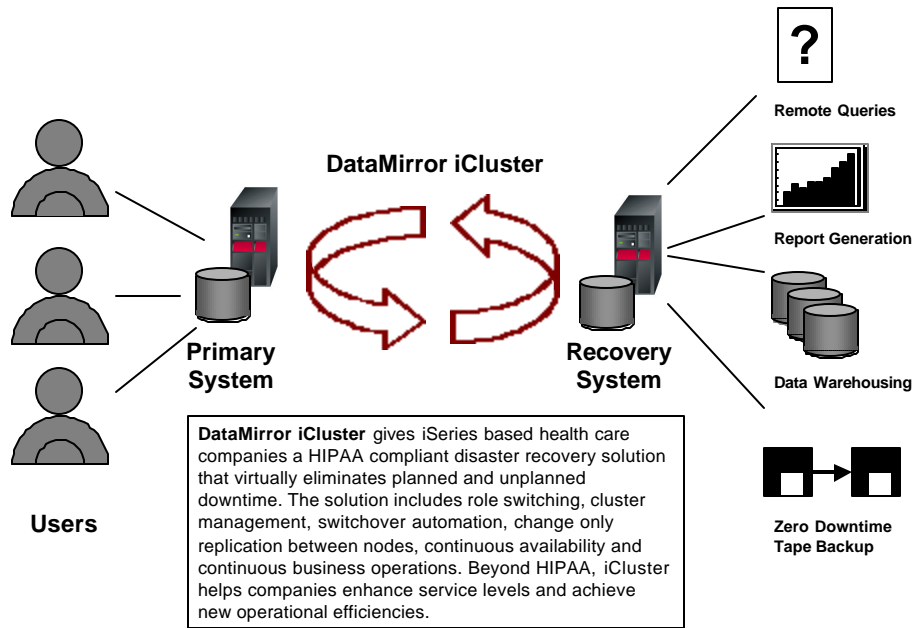 ?
Remote Queries
DataMirror iCluster
Report Generation
Primary
System
Recovery
System
Data Warehousing
DataMirror iCluster gives iSeries based health care
companies a HIPAA compliant disaster recovery solution
that virtually eliminates planned and unplanned
downtime. The solution includes role switching, cluster
management, switchover automation, change only
replication between nodes, continuous availability and
continuous business operations. Beyond HIPAA, iCluster
helps companies enhance service levels and achieve
new operational efficiencies.
Users
Zero Downtime
Tape Backup